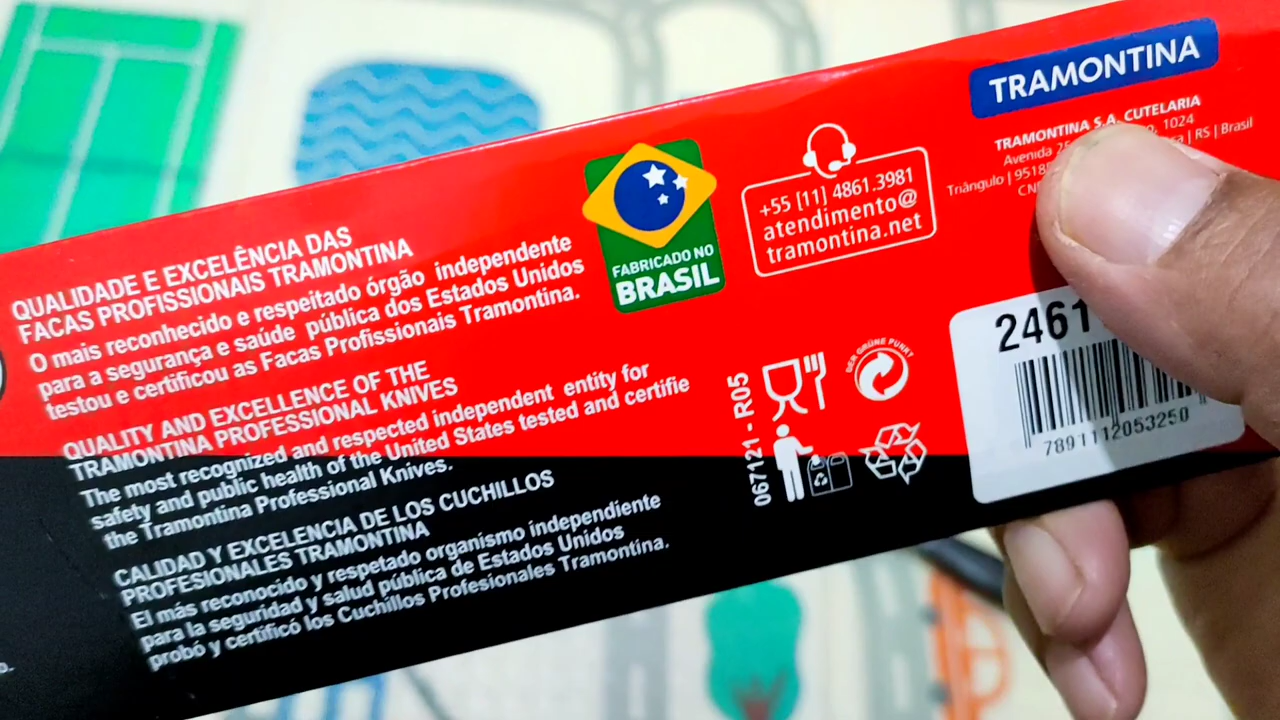 QUALIDADE E EXCELÊNCIA DAS
FACAS PROFISSIONAIS TRAMONTINA
O mais reconhecido e respeitado órgão independente
para a segurança e saúde pública dos Estados Unidos
testou e certificou as Facas Profissionais Tramontina.
QUALITY AND EXCELLENCE OF THE
TRAMONTINA PROFESSIONAL KNIVES
The most recognized and respected independent entity for
safety and public health of the United States tested and certifie
the Tramontina Professional Knives.
CALIDAD Y EXCELENCIA DE LOS CUCHILLOS
PROFESIONALES TRAMONTINA
El más reconocido y respetado organismo independiente
para la seguridad y salud pública de Estados Unidos
probó y certificó los Cuchillos Profesionales Tramontina.
FABRICADO NO
BRASIL
+55 [11] 4861.3981
atendimento@
tramontina.net
067121 - R05
DER GRÜNE PUNKT
TRAMONTINA
TRAMONTINA S.A. CUTELARIA
Avenida 1024
Triângulo | | RS | Brasil
2461
7891112053250